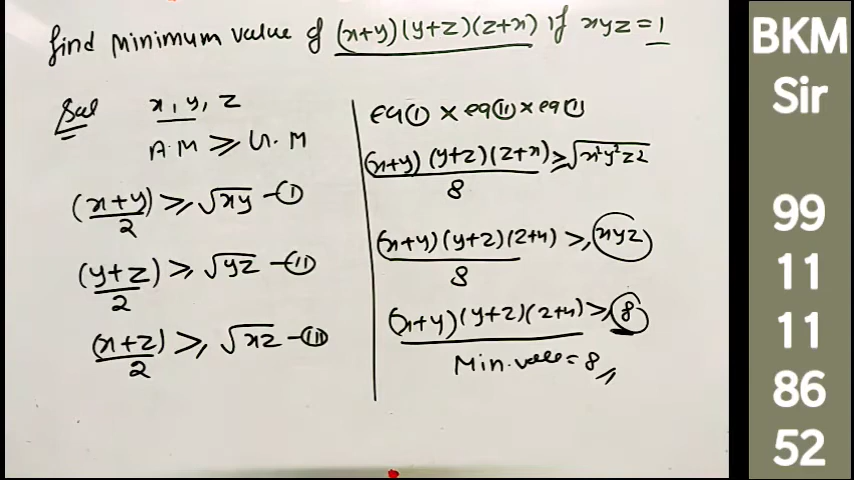 find minimum value of (x+y)(y+z)(z+x) if xyz = 1
Sol x, y, z
A.M ≥ G.M
(x+y)/2 ≥ √xy - (I)
(y+z)/2 ≥ √yz - (II)
(x+z)/2 ≥ √xz - (III)
eq(I) × eq(II) × eq(I)
(x+y)(y+z)(z+x)/8 ≥ √x²y²z²
(x+y)(y+z)(z+x)/8 ≥ xyz
(x+y)(y+z)(z+x) ≥ 8
Min. value = 8
BKM
Sir
99
11
11
86
52